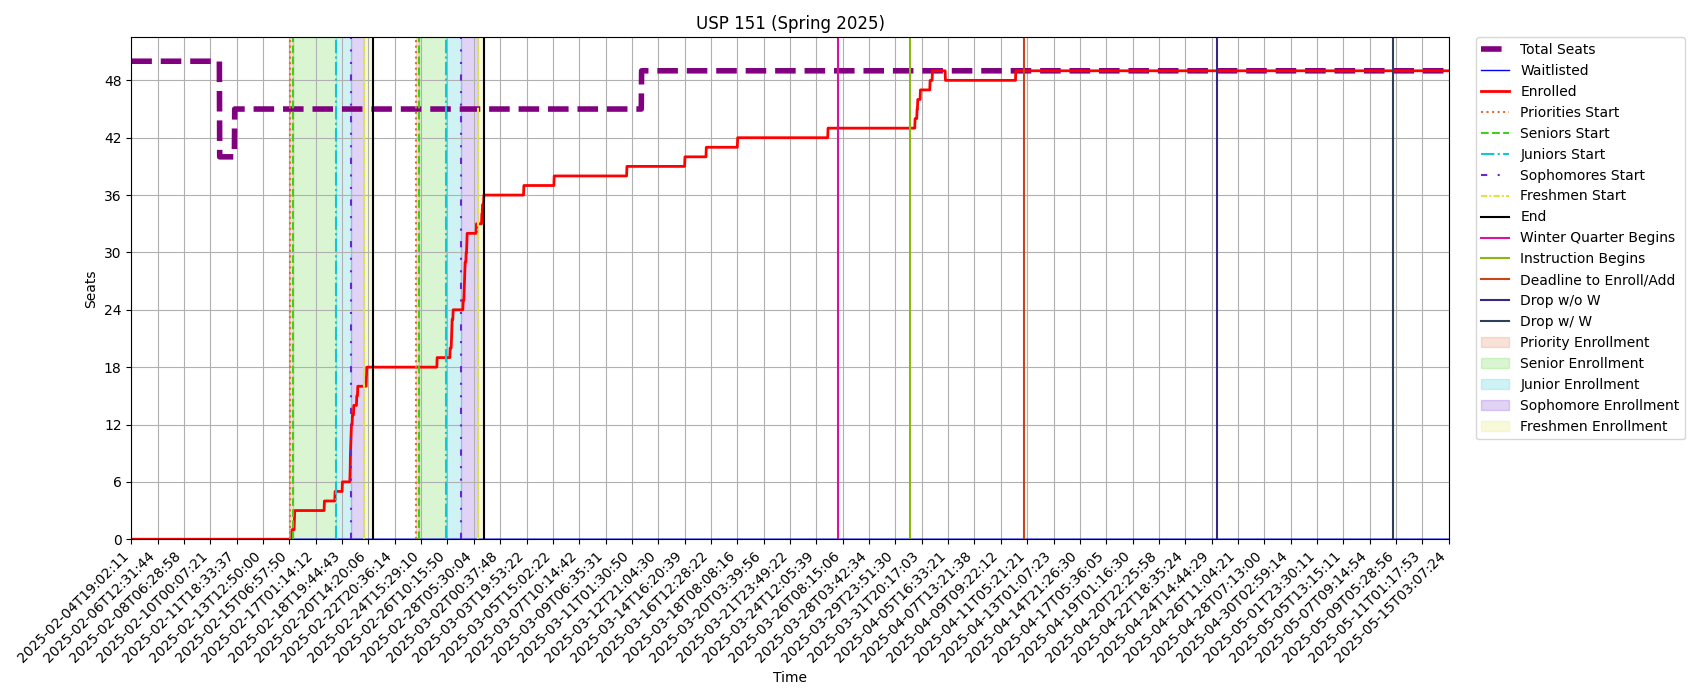 USP 151 (Spring 2025)
Seats
48
42
36
30
24
18
12
6
0
2025-02-04T19:02:11
2025-02-06T12:31:44
2025-02-08T06:28:58
2025-02-10T00:07:21
2025-02-11T18:33:37
2025-02-13T12:50:00
2025-02-15T06:57:50
2025-02-17T01:14:12
2025-02-18T19:44:43
2025-02-20T14:20:06
2025-02-22T20:36:14
2025-02-24T15:29:10
2025-02-26T10:15:50
2025-02-28T05:30:04
2025-03-02T00:37:48
2025-03-03T19:53:22
2025-03-05T15:02:22
2025-03-07T10:14:42
2025-03-09T06:35:31
2025-03-11T01:30:50
2025-03-12T21:04:30
2025-03-14T16:20:39
2025-03-16T12:28:22
2025-03-18T08:08:16
2025-03-20T03:39:56
2025-03-21T23:49:22
2025-03-24T12:05:39
2025-03-26T08:15:06
2025-03-28T03:42:34
2025-03-29T23:51:30
2025-03-31T20:17:03
2025-04-05T16:33:21
2025-04-07T13:21:38
2025-04-09T09:22:12
2025-04-11T05:21:21
2025-04-13T01:07:23
2025-04-14T21:26:30
2025-04-17T05:36:05
2025-04-19T01:16:30
2025-04-20T22:25:58
2025-04-22T18:35:24
2025-04-24T14:44:29
2025-04-26T11:04:21
2025-04-28T07:13:00
2025-04-30T02:59:14
2025-05-01T23:30:11
2025-05-05T13:15:11
2025-05-07T09:14:54
2025-05-09T05:28:56
2025-05-11T01:17:53
2025-05-15T03:07:24
Time
Total Seats
Waitlisted
Enrolled
Priorities Start
Seniors Start
Juniors Start
Sophomores Start
Freshmen Start
End
Winter Quarter Begins
Instruction Begins
Deadline to Enroll/Add
Drop w/o W
Drop w/ W
Priority Enrollment
Senior Enrollment
Junior Enrollment
Sophomore Enrollment
Freshmen Enrollment